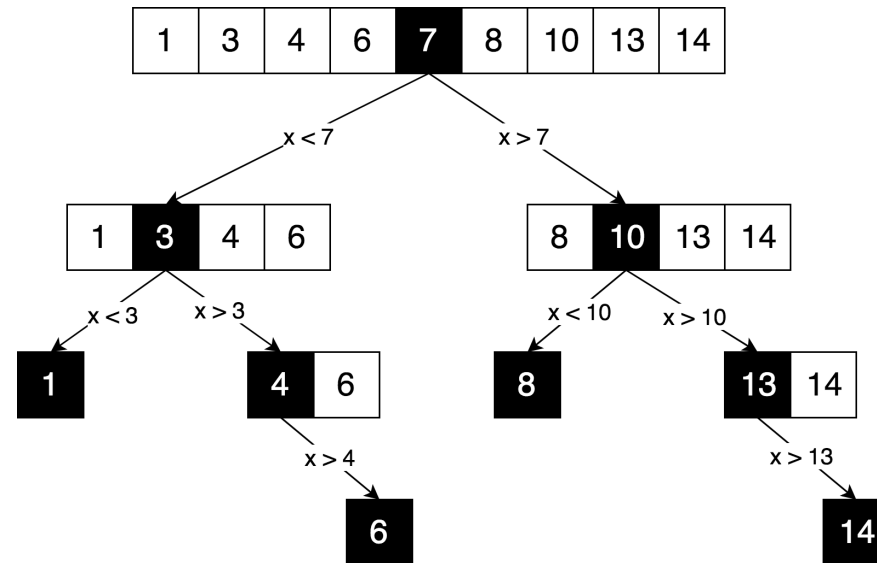 1 3 4 6 7 8 10 13 14
x < 7 x > 7
1 3 4 6 8 10 13 14
x < 3 x > 3 x < 10 x > 10
1 4 6 8 13 14
x > 4 x > 13
6 14